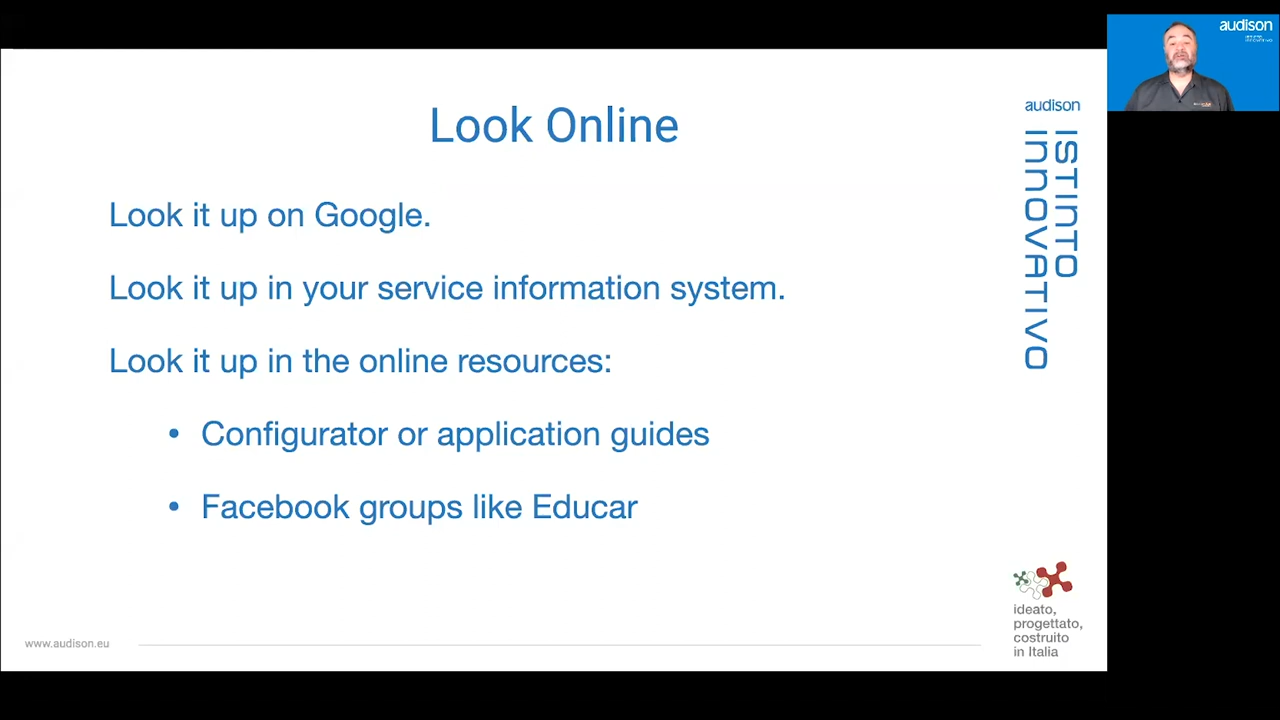 Look Online
Look it up on Google.
Look it up in your service information system.
Look it up in the online resources:
• Configurator or application guides
• Facebook groups like Educar
audison
ISTINTO
INNOVATIVO
ideato,
progettato,
costruito
in Italia
www.audison.eu
audison